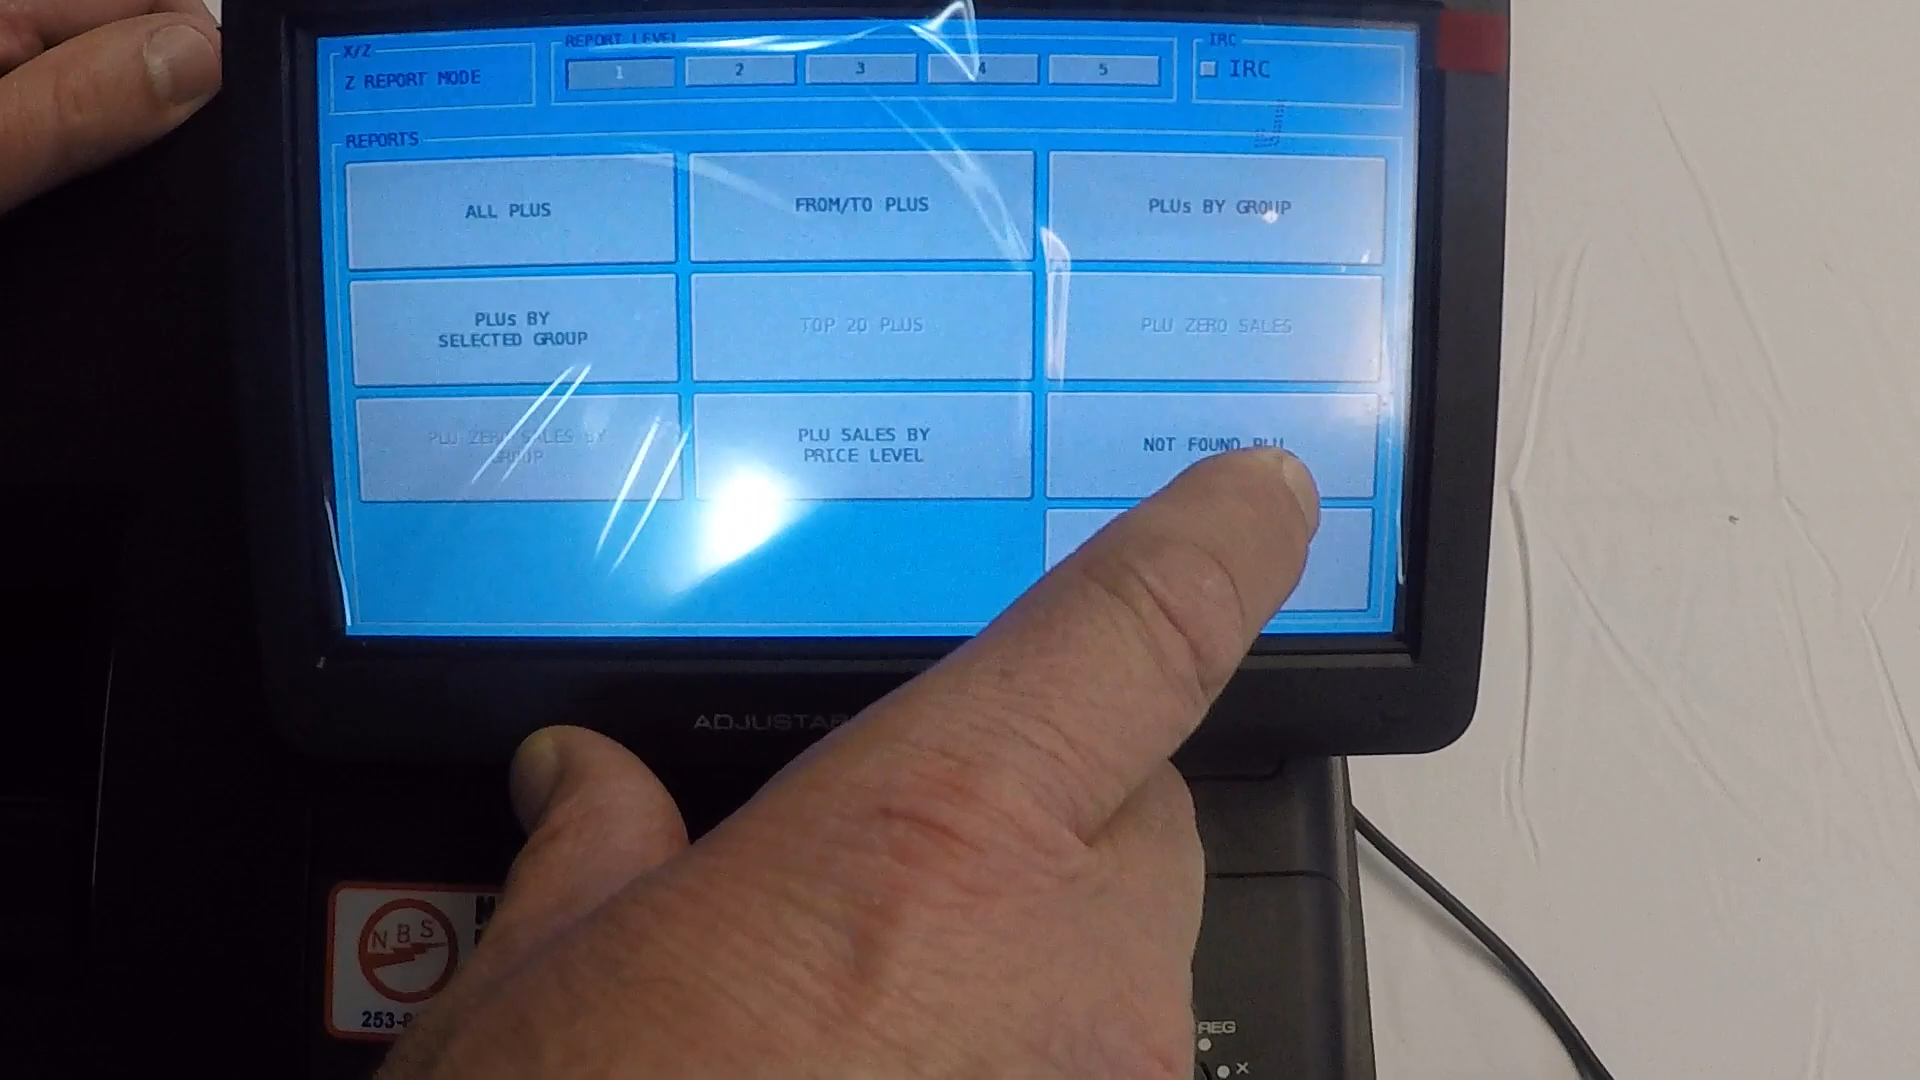 X/Z
REPORT LEVEL
IRC
Z REPORT MODE
1
2
3
4
5
IRC
REPORTS
ALL PLUS
FROM/TO PLUS
PLUs BY GROUP
PLUs BY
SELECTED GROUP
TOP 20 PLUS
PLU ZERO SALES
PLU ZERO SALES BY
GROUP
PLU SALES BY
PRICE LEVEL
NOT FOUND PLU
NBS
253-
REG
X